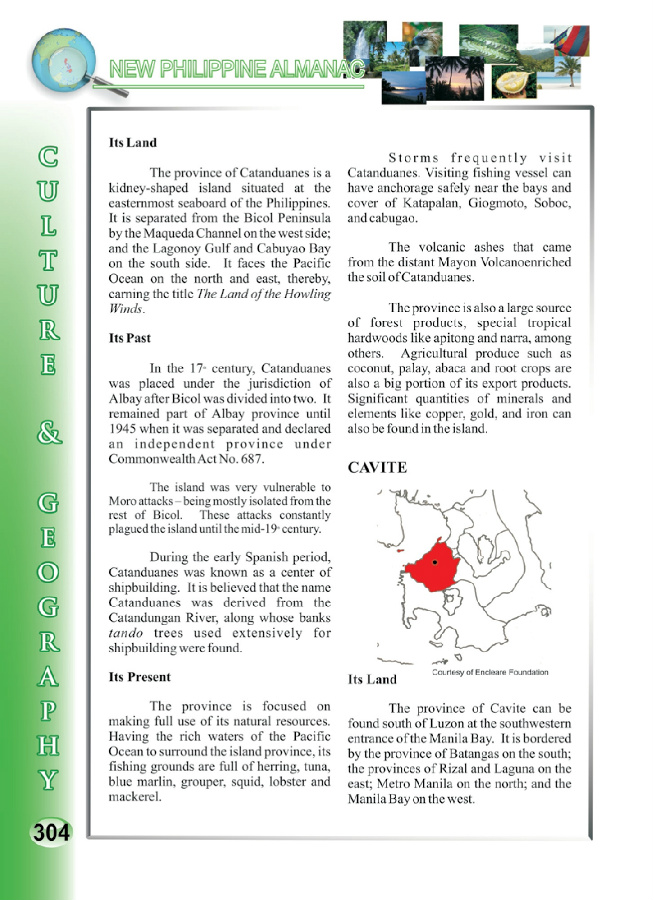 NEW PHILIPPINE ALMANAC
CULTURE & GEOGRAPHY
Its Land
The province of Catanduanes is a
kidney-shaped island situated at the
easternmost seaboard of the Philippines.
It is separated from the Bicol Peninsula
by the Maqueda Channel on the west side;
and the Lagonoy Gulf and Cabuyao Bay
on the south side. It faces the Pacific
Ocean on the north and east, thereby,
earning the title The Land of the Howling
Winds.
Its Past
In the 17th century, Catanduanes
was placed under the jurisdiction of
Albay after Bicol was divided into two. It
remained part of Albay province until
1945 when it was separated and declared
an independent province under
Commonwealth Act No. 687.
The island was very vulnerable to
Moro attacks – being mostly isolated from the
rest of Bicol. These attacks constantly
plagued the island until the mid-19th century.
During the early Spanish period,
Catanduanes was known as a center of
shipbuilding. It is believed that the name
Catanduanes was derived from the
Catandungan River, along whose banks
tando trees used extensively for
shipbuilding were found.
Its Present
The province is focused on
making full use of its natural resources.
Having the rich waters of the Pacific
Ocean to surround the island province, its
fishing grounds are full of herring, tuna,
blue marlin, grouper, squid, lobster and
mackerel.
Storms frequently visit
Catanduanes. Visiting fishing vessel can
have anchorage safely near the bays and
cover of Katapalan, Giogmoto, Soboc,
and cabugao.
The volcanic ashes that came
from the distant Mayon Volcanoenriched
the soil of Catanduanes.
The province is also a large source
of forest products, special tropical
hardwoods like apitong and narra, among
others. Agricultural produce such as
coconut, palay, abaca and root crops are
also a big portion of its export products.
Significant quantities of minerals and
elements like copper, gold, and iron can
also be found in the island.
CAVITE
Courtesy of Encleare Foundation
Its Land
The province of Cavite can be
found south of Luzon at the southwestern
entrance of the Manila Bay. It is bordered
by the province of Batangas on the south;
the provinces of Rizal and Laguna on the
east; Metro Manila on the north; and the
Manila Bay on the west.
304